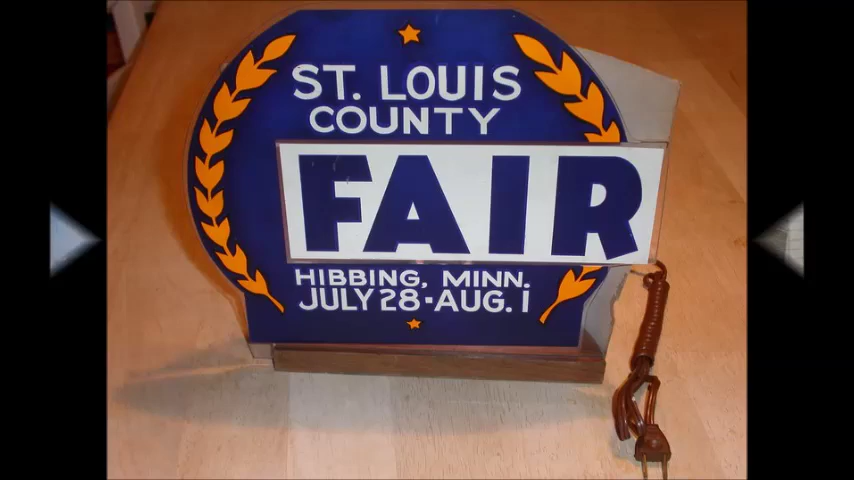 ST. LOUIS
COUNTY
FAIR
HIBBING, MINN.
JULY 28-AUG. 1